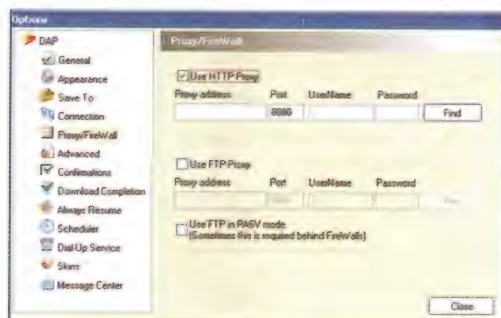 Options
DAP
General
Appearance
Save To
Connection
Proxy/FireWall
Advanced
Confirmations
Download Completion
Always Resume
Scheduler
Dial-Up Service
Skins
Message Center
Proxy/FireWall
Use HTTP Proxy
Proxy address Port UserName Password
8080 Find
Use FTP Proxy
Proxy address Port UserName Password
Use FTP in PASV mode.
(Sometimes this is required behind FireWalls)
Close